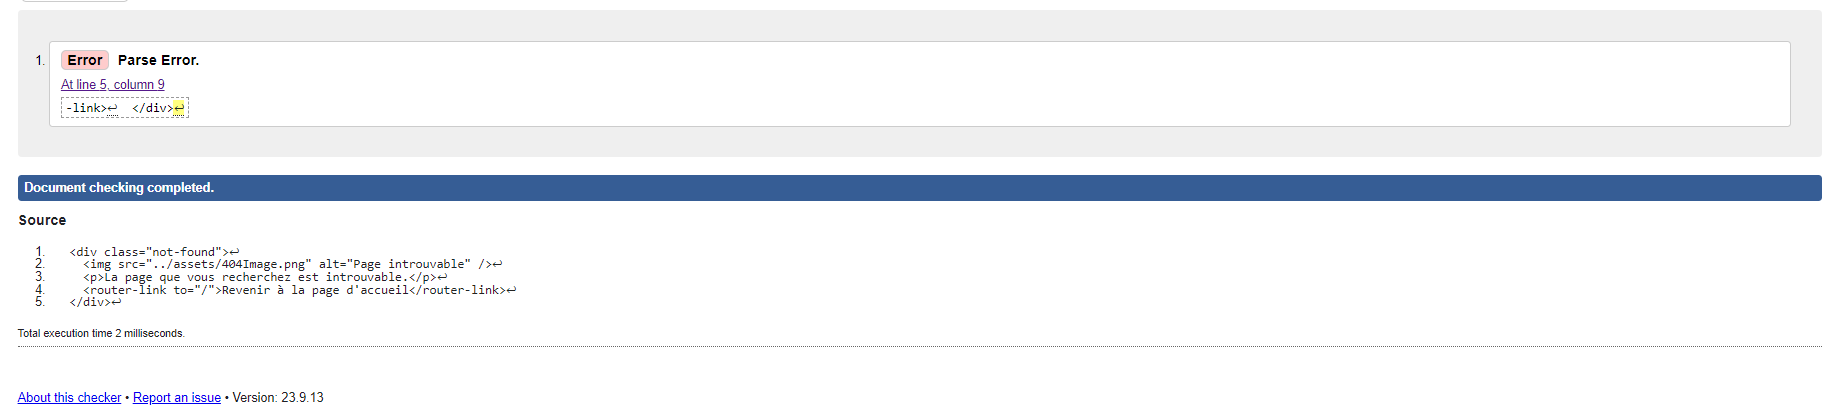 1. Error Parse Error.
At line 5, column 9
-link>↩  </div>↩
Document checking completed.
Source
1. <div class="not-found">↩
2.   <img src="../assets/404Image.png" alt="Page introuvable" />↩
3.   <p>La page que vous recherchez est introuvable.</p>↩
4.   <router-link to="/">Revenir à la page d'accueil</router-link>↩
5. </div>↩
Total execution time 2 milliseconds.
About this checker • Report an issue • Version: 23.9.13